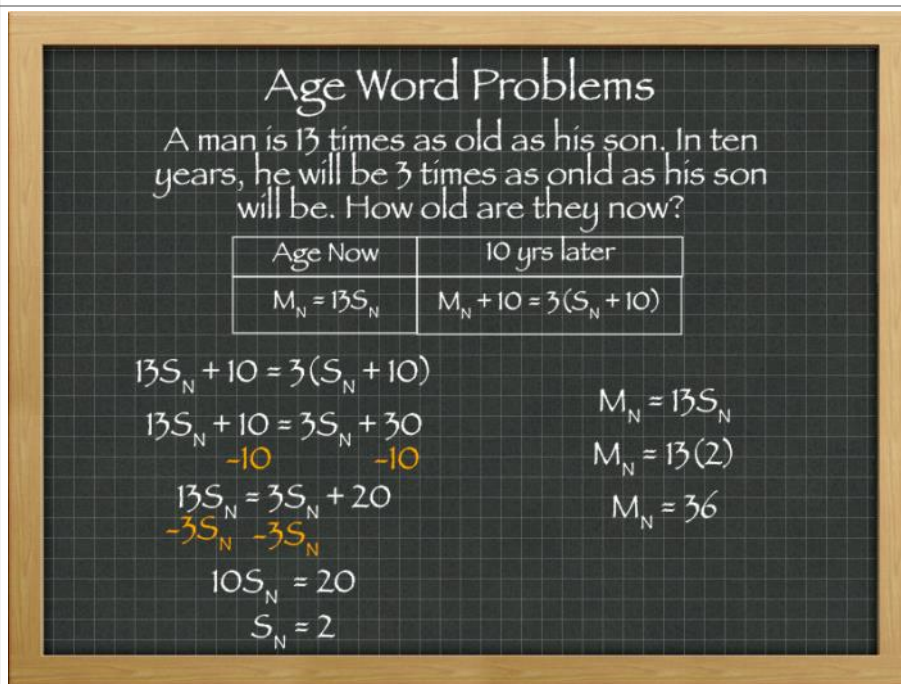 Age Word Problems
A man is 13 times as old as his son. In ten
years, he will be 3 times as onld as his son
will be. How old are they now?
Age Now 10 yrs later
M_N = 13S_N M_N + 10 = 3(S_N + 10)
13S_N + 10 = 3(S_N + 10)
13S_N + 10 = 3S_N + 30
-10 -10
13S_N = 3S_N + 20
-3S_N -3S_N
10S_N = 20
S_N = 2
M_N = 13S_N
M_N = 13(2)
M_N = 36